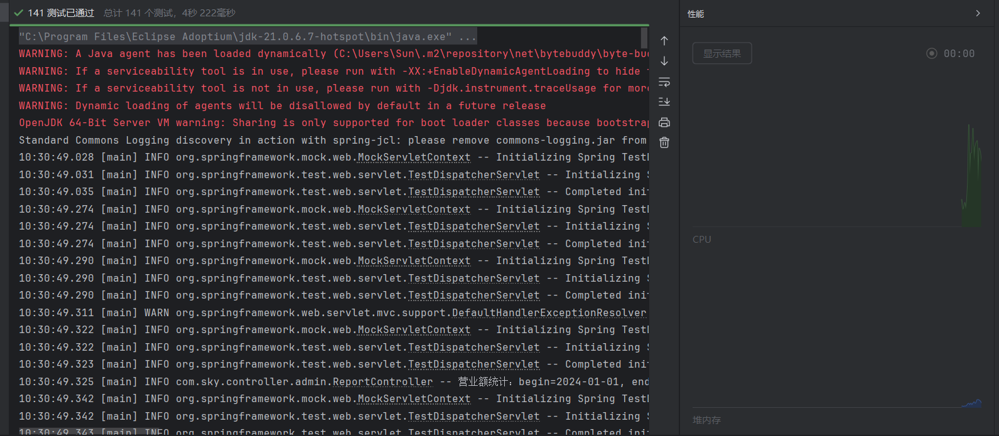 141 测试已通过 总计 141 个测试，4秒 222毫秒
"C:\Program Files\Eclipse Adoptium\jdk-21.0.6.7-hotspot\bin\java.exe" ...
WARNING: A Java agent has been loaded dynamically (C:\Users\Sun\.m2\repository\net\bytebuddy\byte-bud
WARNING: If a serviceability tool is in use, please run with -XX:+EnableDynamicAgentLoading to hide
WARNING: If a serviceability tool is not in use, please run with -Djdk.instrument.traceUsage for more
WARNING: Dynamic loading of agents will be disallowed by default in a future release
OpenJDK 64-Bit Server VM warning: Sharing is only supported for boot loader classes because bootstrap
Standard Commons Logging discovery in action with spring-jcl: please remove commons-logging.jar from
10:30:49.028 [main] INFO org.springframework.mock.web.MockServletContext -- Initializing Spring Test
10:30:49.031 [main] INFO org.springframework.test.web.servlet.TestDispatcherServlet -- Initializing
10:30:49.035 [main] INFO org.springframework.test.web.servlet.TestDispatcherServlet -- Completed init
10:30:49.274 [main] INFO org.springframework.mock.web.MockServletContext -- Initializing Spring Test
10:30:49.274 [main] INFO org.springframework.test.web.servlet.TestDispatcherServlet -- Initializing
10:30:49.274 [main] INFO org.springframework.test.web.servlet.TestDispatcherServlet -- Completed init
10:30:49.290 [main] INFO org.springframework.mock.web.MockServletContext -- Initializing Spring Test
10:30:49.290 [main] INFO org.springframework.test.web.servlet.TestDispatcherServlet -- Initializing
10:30:49.290 [main] INFO org.springframework.test.web.servlet.TestDispatcherServlet -- Completed init
10:30:49.311 [main] WARN org.springframework.web.servlet.mvc.support.DefaultHandlerExceptionResolver
10:30:49.322 [main] INFO org.springframework.mock.web.MockServletContext -- Initializing Spring Test
10:30:49.322 [main] INFO org.springframework.test.web.servlet.TestDispatcherServlet -- Initializing
10:30:49.323 [main] INFO org.springframework.test.web.servlet.TestDispatcherServlet -- Completed init
10:30:49.325 [main] INFO com.sky.controller.admin.ReportController -- 营业额统计：begin=2024-01-01, end
10:30:49.342 [main] INFO org.springframework.mock.web.MockServletContext -- Initializing Spring Test
10:30:49.342 [main] INFO org.springframework.test.web.servlet.TestDispatcherServlet -- Initializing
10:30:49.343 [main] INFO org.springframework.test.web.servlet.TestDispatcherServlet -- Completed init
性能
显示结果 00:00
CPU
堆内存